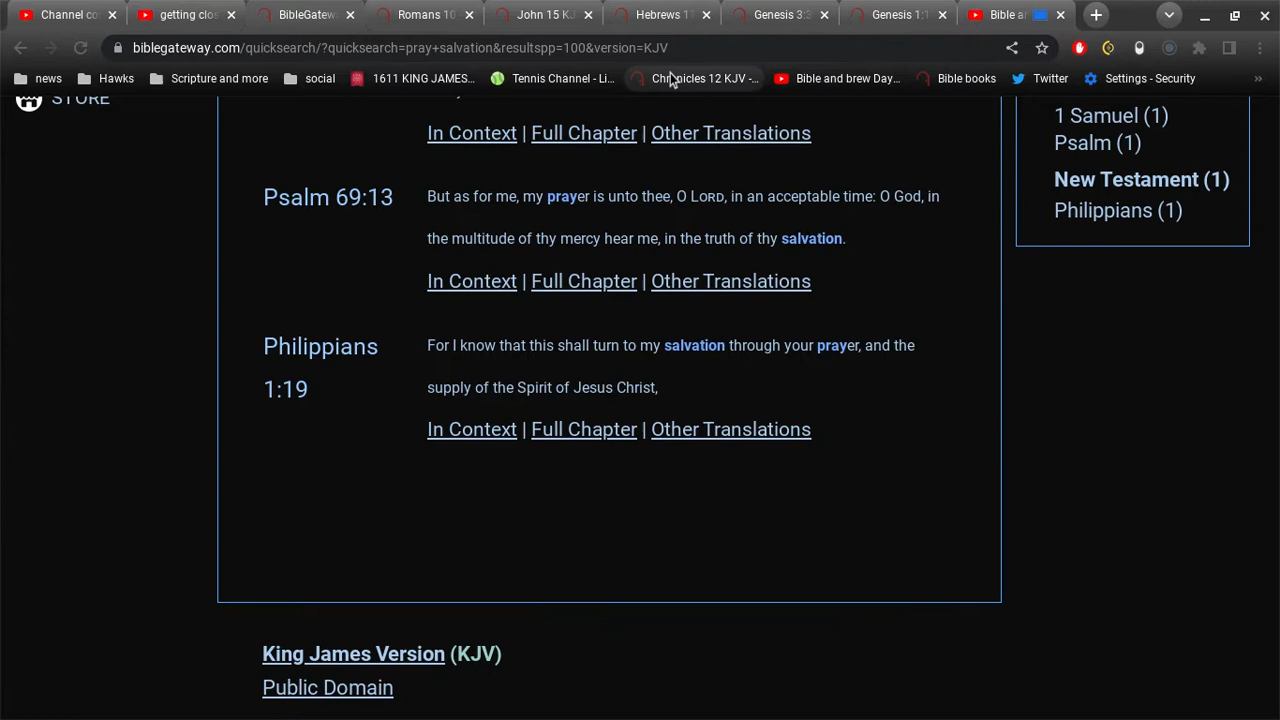 Channel co
getting clos
BibleGatew
Romans 10
John 15 KJ
Hebrews 11
Genesis 3:
Genesis 1:1
Bible a
biblegateway.com/quicksearch/?quicksearch=pray+salvation&resultspp=100&version=KJV
news
Hawks
Scripture and more
social
1611 KING JAMES...
Tennis Channel - Li...
Chronicles 12 KJV -...
Bible and brew Day...
Bible books
Twitter
Settings - Security
»
STORE
In Context | Full Chapter | Other Translations
Psalm 69:13
But as for me, my prayer is unto thee, O LORD, in an acceptable time: O God, in
the multitude of thy mercy hear me, in the truth of thy salvation.
In Context | Full Chapter | Other Translations
Philippians
1:19
For I know that this shall turn to my salvation through your prayer, and the
supply of the Spirit of Jesus Christ,
In Context | Full Chapter | Other Translations
1 Samuel (1)
Psalm (1)
New Testament (1)
Philippians (1)
King James Version (KJV)
Public Domain